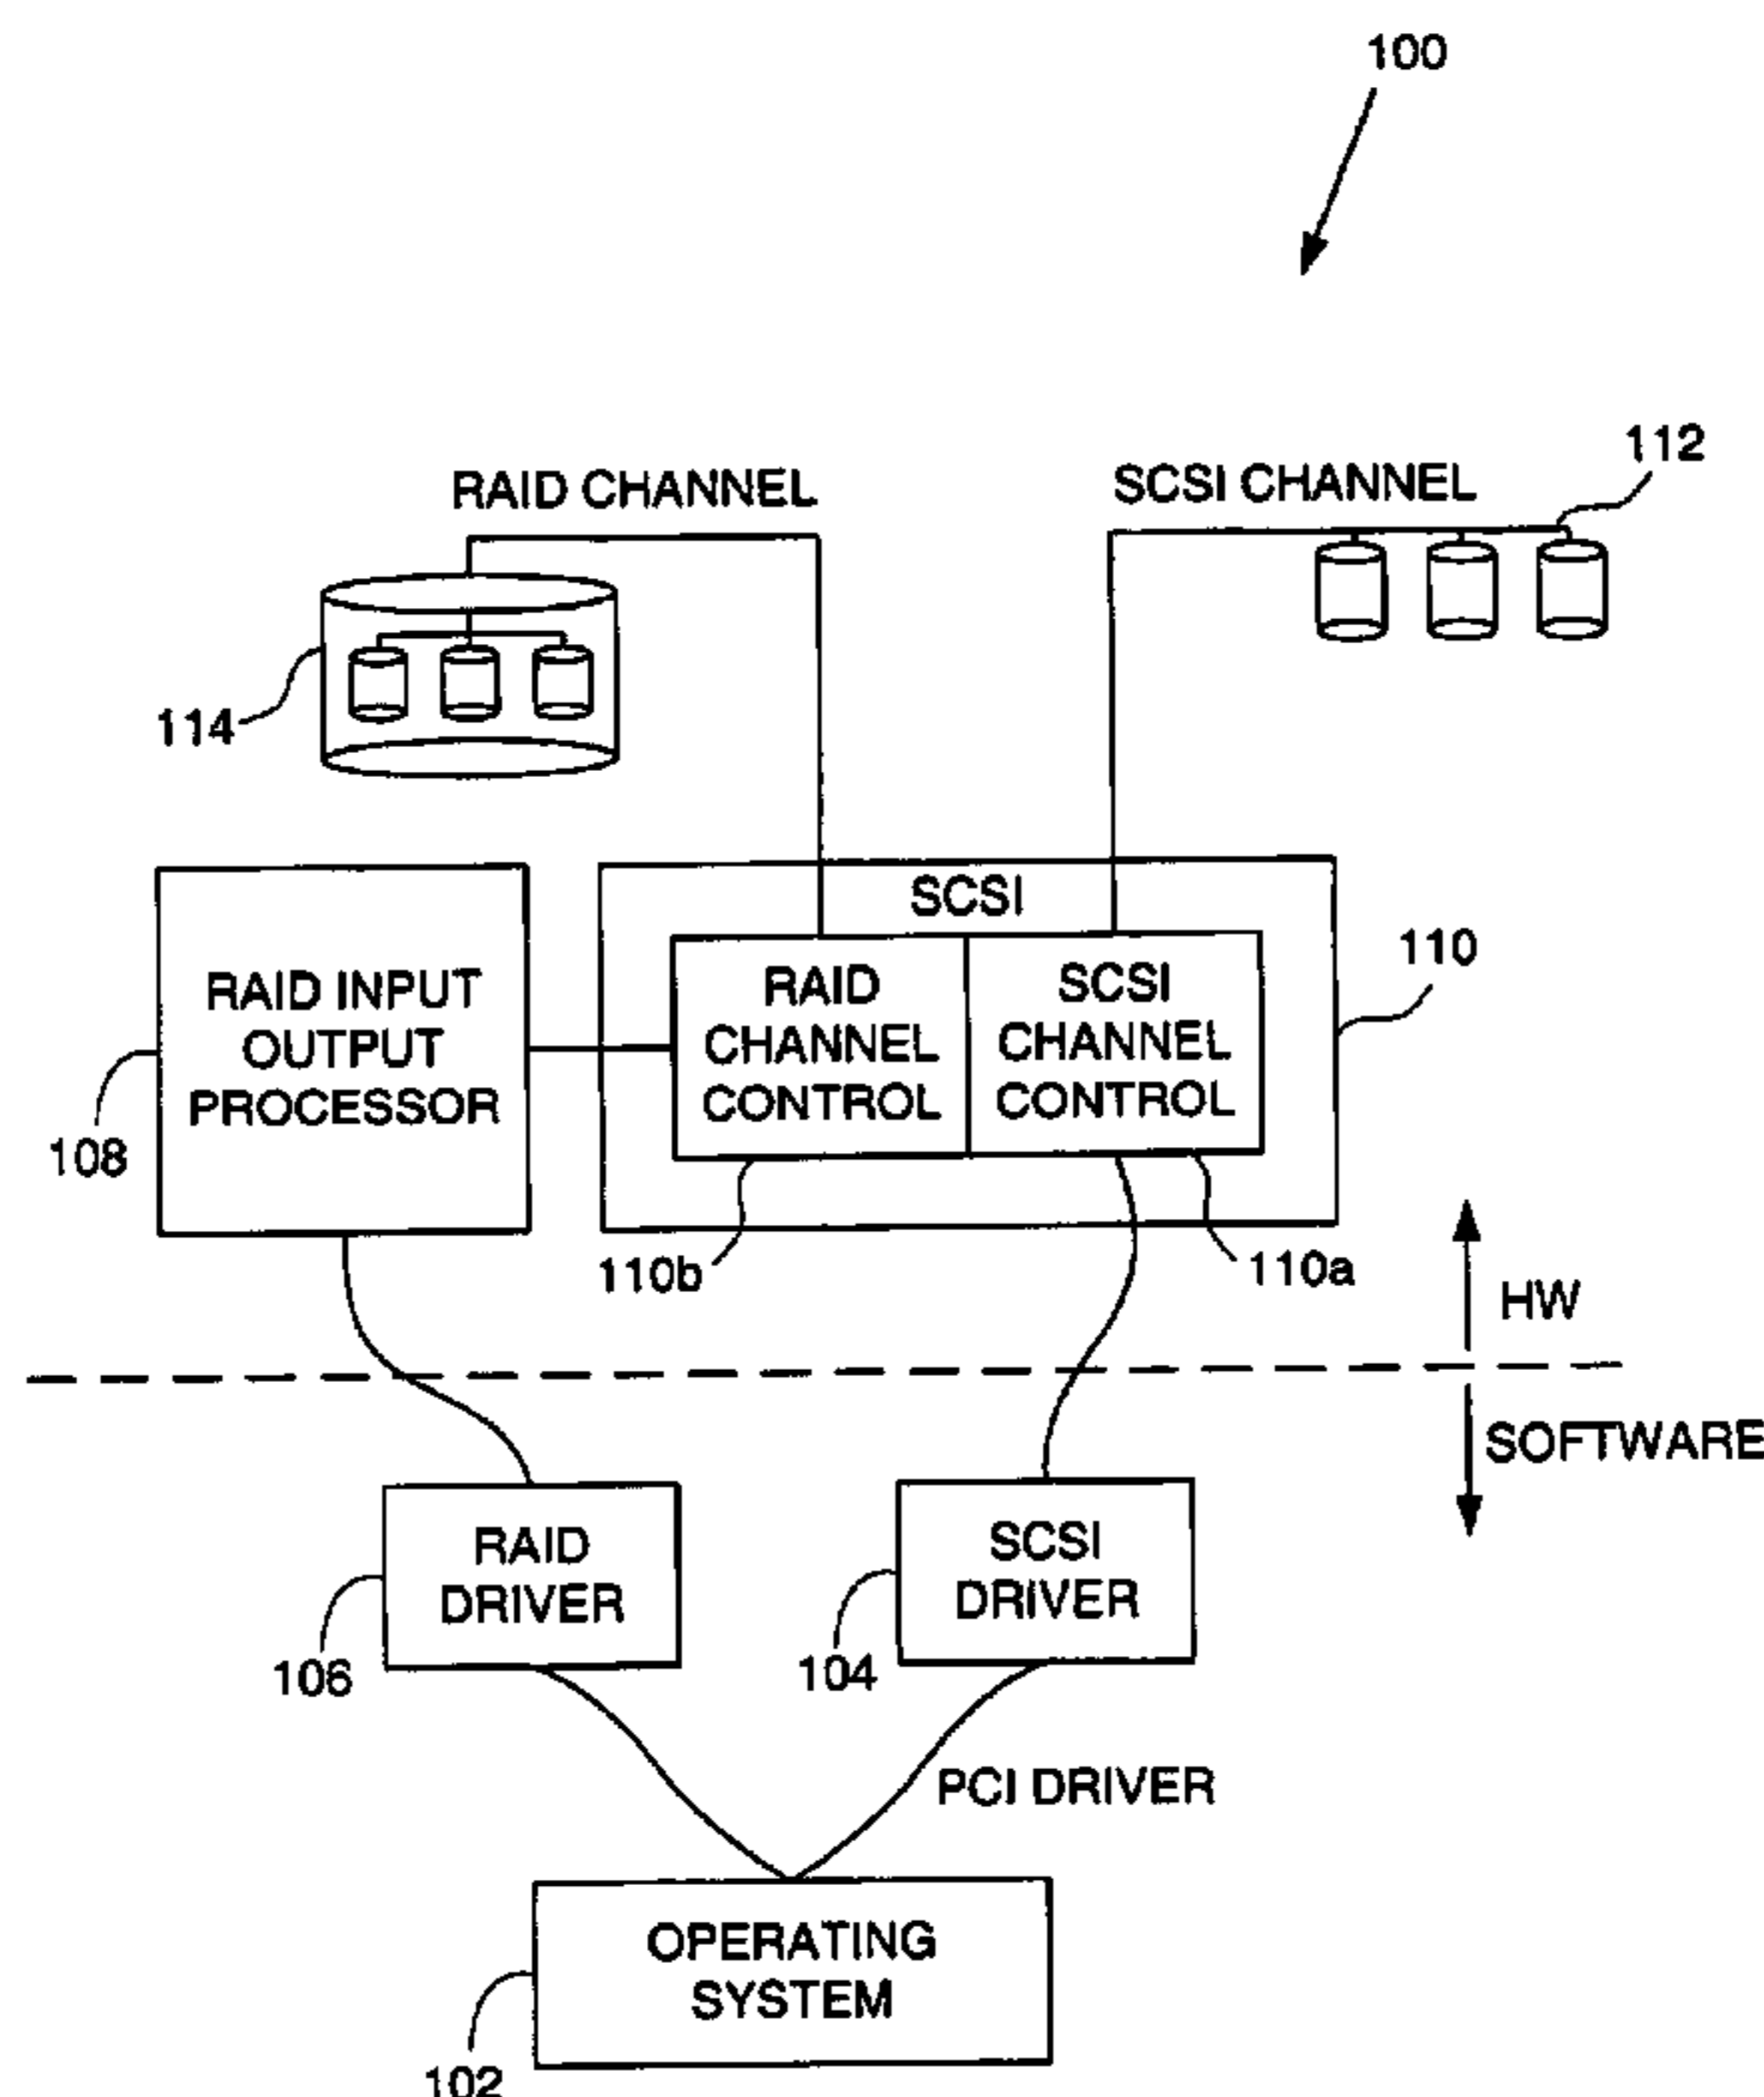 100
112
RAID CHANNEL
SCSI CHANNEL
114
SCSI
110
RAID INPUT
OUTPUT
PROCESSOR
RAID
CHANNEL
CONTROL
SCSI
CHANNEL
CONTROL
108
110b
110a
HW
SOFTWARE
RAID
DRIVER
SCSI
DRIVER
106
104
PCI DRIVER
OPERATING
SYSTEM
102